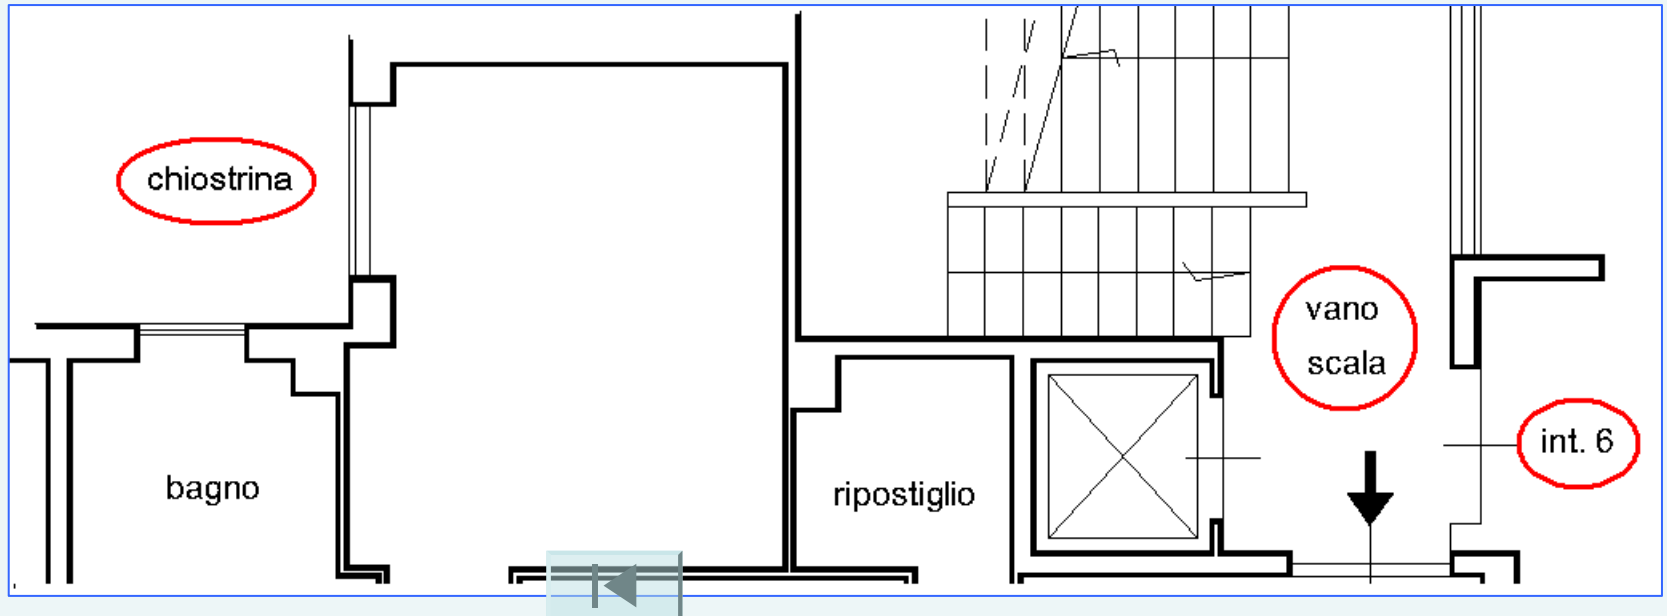 chiostrina
vano
scala
int. 6
bagno
ripostiglio